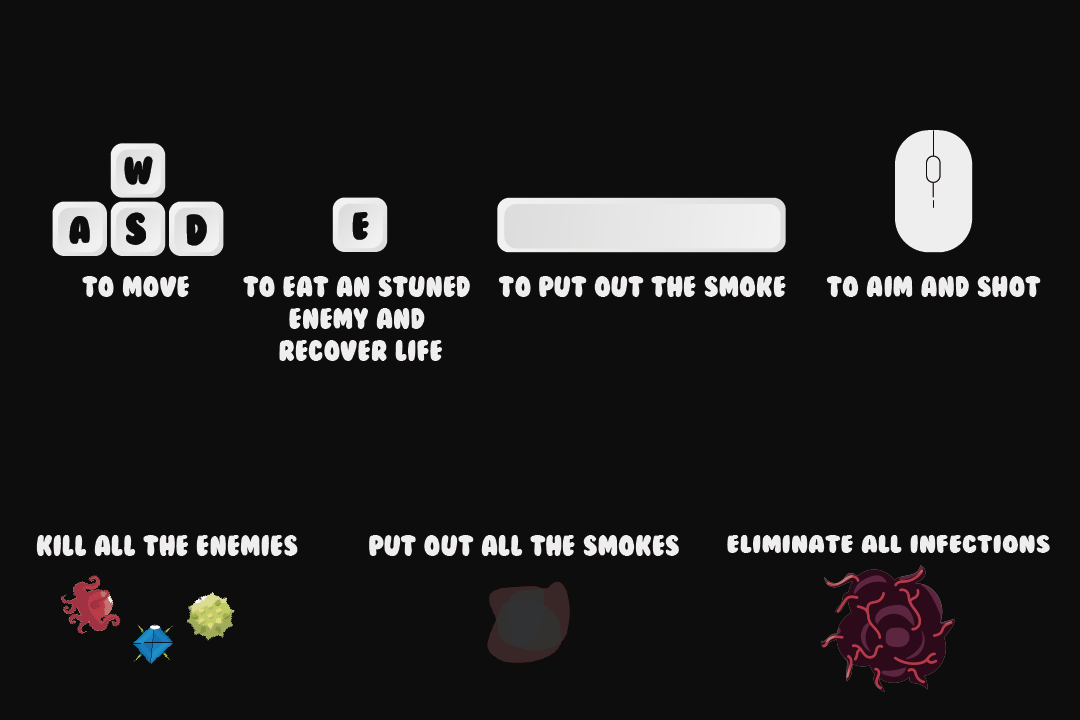 W
A S D
E
TO MOVE
TO EAT AN STUNED
ENEMY AND
RECOVER LIFE
TO PUT OUT THE SMOKE
TO AIM AND SHOT
KILL ALL THE ENEMIES
PUT OUT ALL THE SMOKES
ELIMINATE ALL INFECTIONS